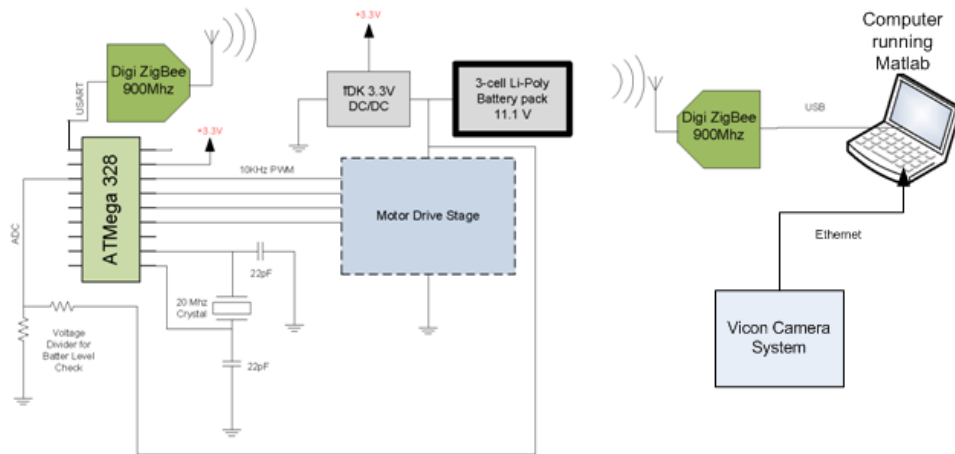 Digi ZigBee
900Mhz
USART
+3.3V
ATMega 328
ADC
+3.3V
TDK 3.3V
DC/DC
3-cell Li-Poly
Battery pack
11.1 V
10KHz PWM
Motor Drive Stage
22pF
20 Mhz
Crystal
22pF
Voltage
Divider for
Batter Level
Check
Digi ZigBee
900Mhz
USB
Computer
running
Matlab
Ethernet
Vicon Camera
System